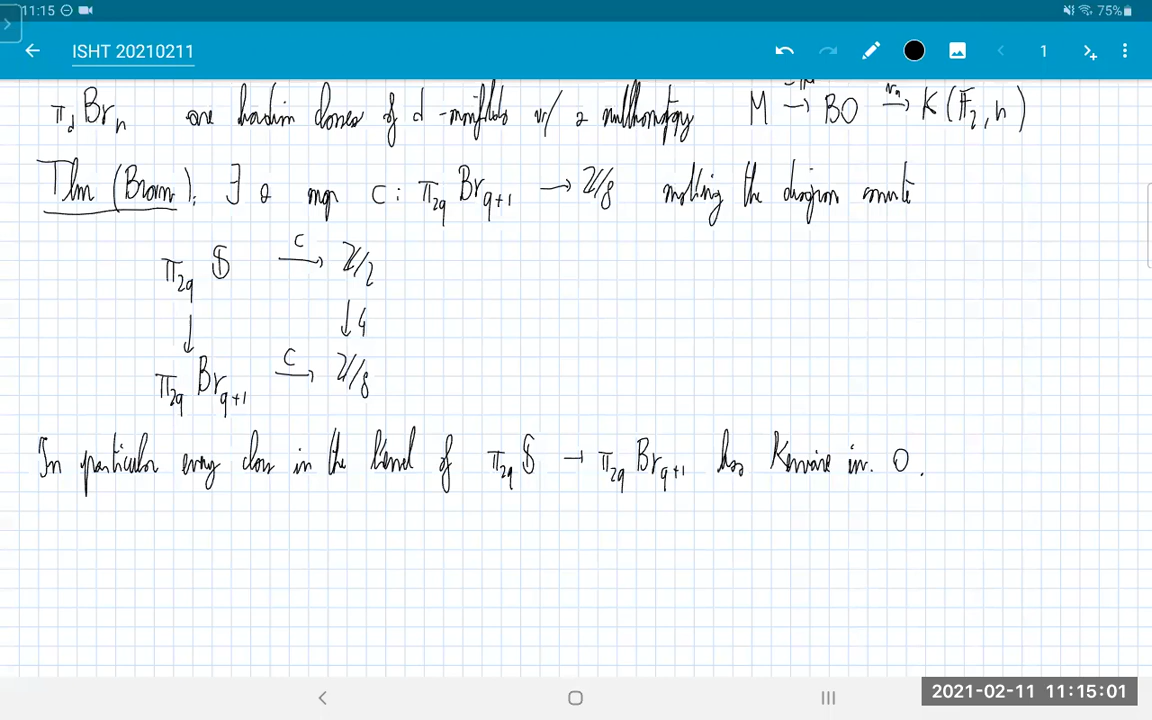 11:15
75%
ISHT 20210211
1
π_d Br_n are bordism classes of d-manifolds w/ a nullhomotopy M → BO →^{v_n} K(F_2, n)
Thm (Brown). ∃ a map C : π_{2q} Br_{q+1} → Z/8 making the diagram commute
π_{2q} S →^{C} Z/2
↓ ↓ 4
π_{2q} Br_{q+1} →^{C} Z/8
In particular every class in the kernel of π_{2q} S → π_{2q} Br_{q+1} has Kervaire in. 0.
2021-02-11 11:15:01